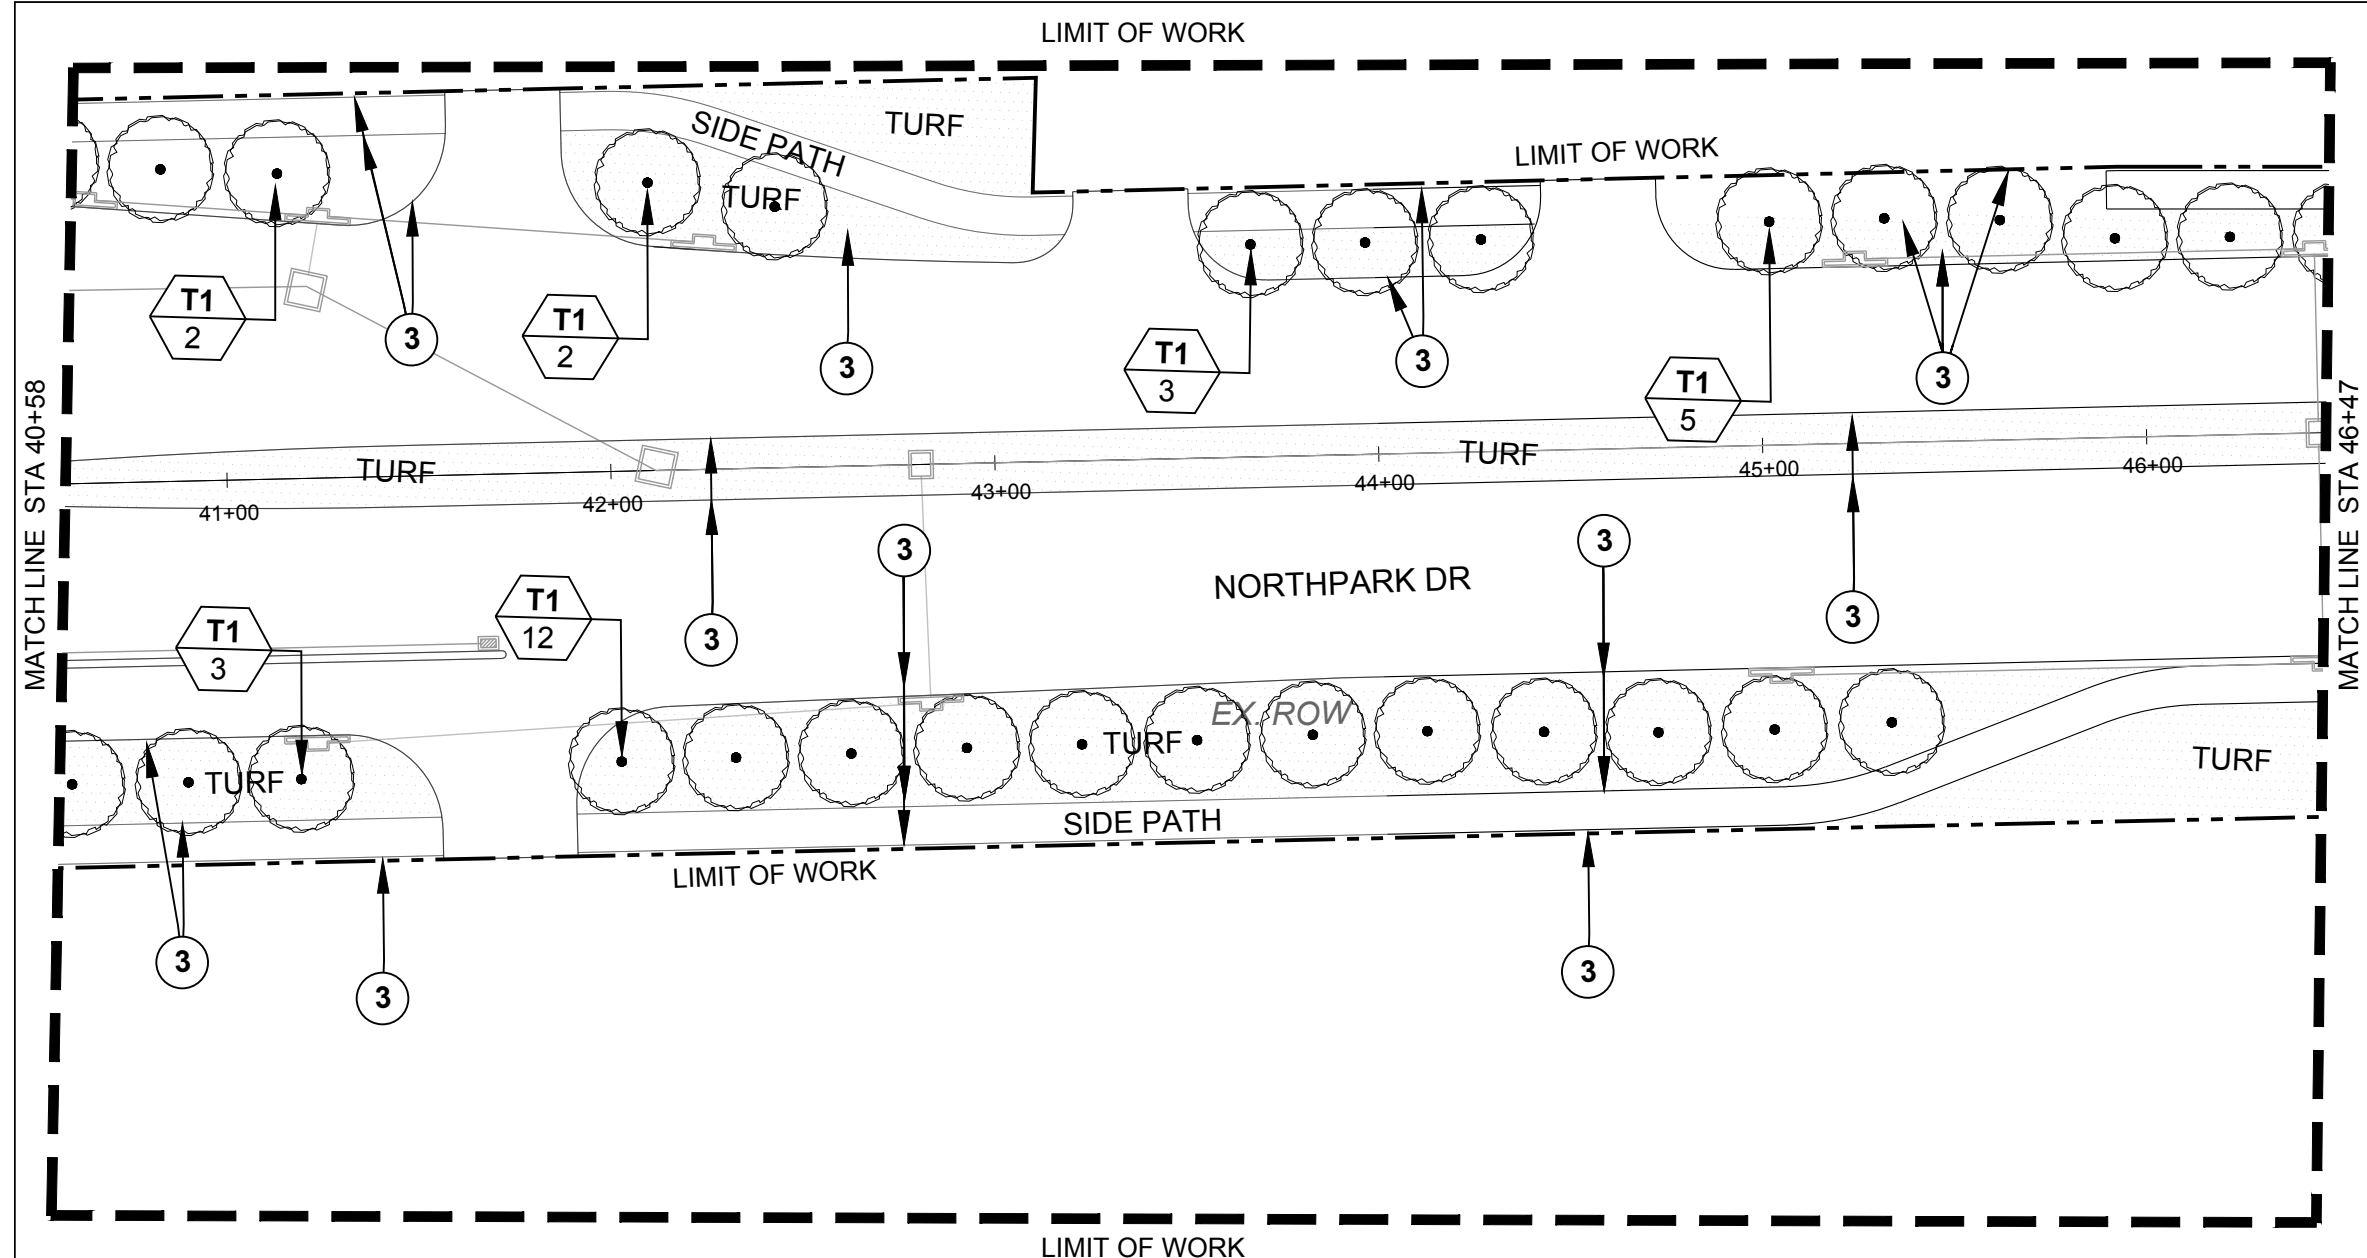 LIMIT OF WORK
TURF
SIDE PATH
LIMIT OF WORK
TURF
T1
2
T1
2
3
3
T1
3
3
T1
5
3
MATCH LINE STA 40+58
MATCH LINE STA 46+47
TURF
TURF
41+00
42+00
43+00
44+00
45+00
46+00
3
3
NORTHPARK DR
T1
12
T1
3
3
3
EX. ROW
TURF
TURF
TURF
SIDE PATH
LIMIT OF WORK
3
3
3
LIMIT OF WORK